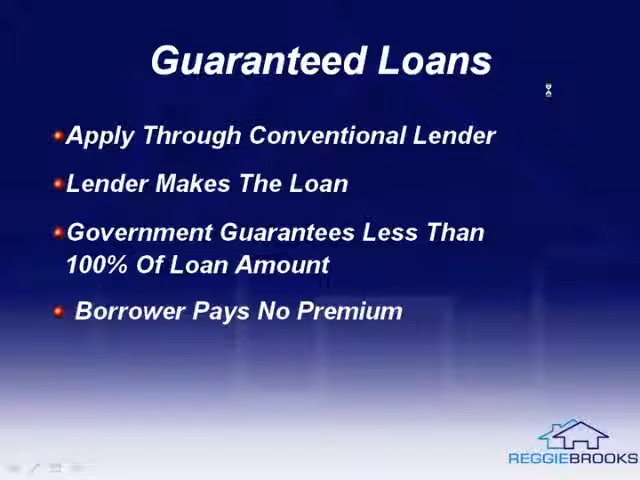 Guaranteed Loans
Apply Through Conventional Lender
Lender Makes The Loan
Government Guarantees Less Than
100% Of Loan Amount
Borrower Pays No Premium
REGGIEBROOKS